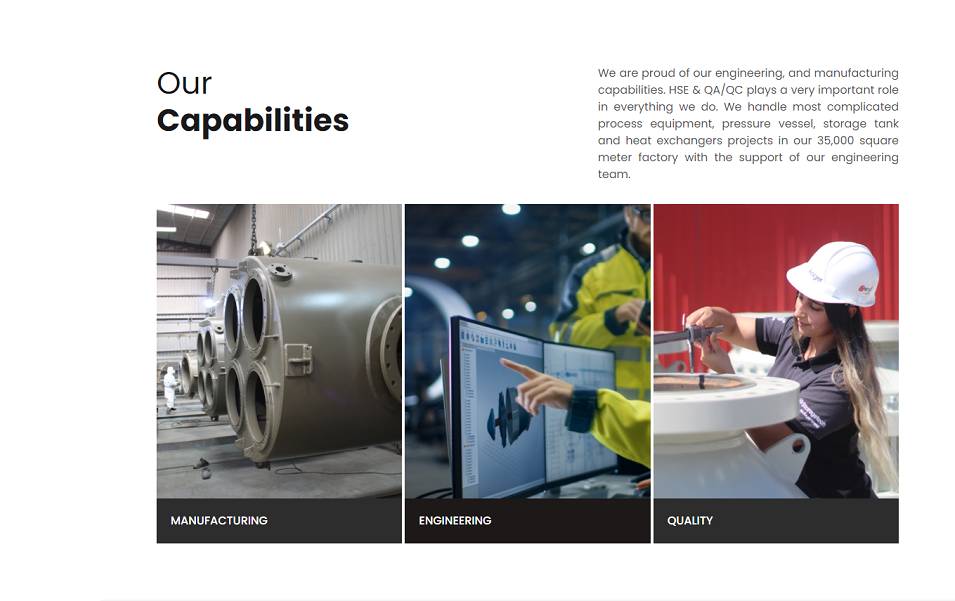 Our
Capabilities
We are proud of our engineering, and manufacturing
capabilities. HSE & QA/QC plays a very important role
in everything we do. We handle most complicated
process equipment, pressure vessel, storage tank
and heat exchangers projects in our 35,000 square
meter factory with the support of our engineering
team.
MANUFACTURING
ENGINEERING
QUALITY